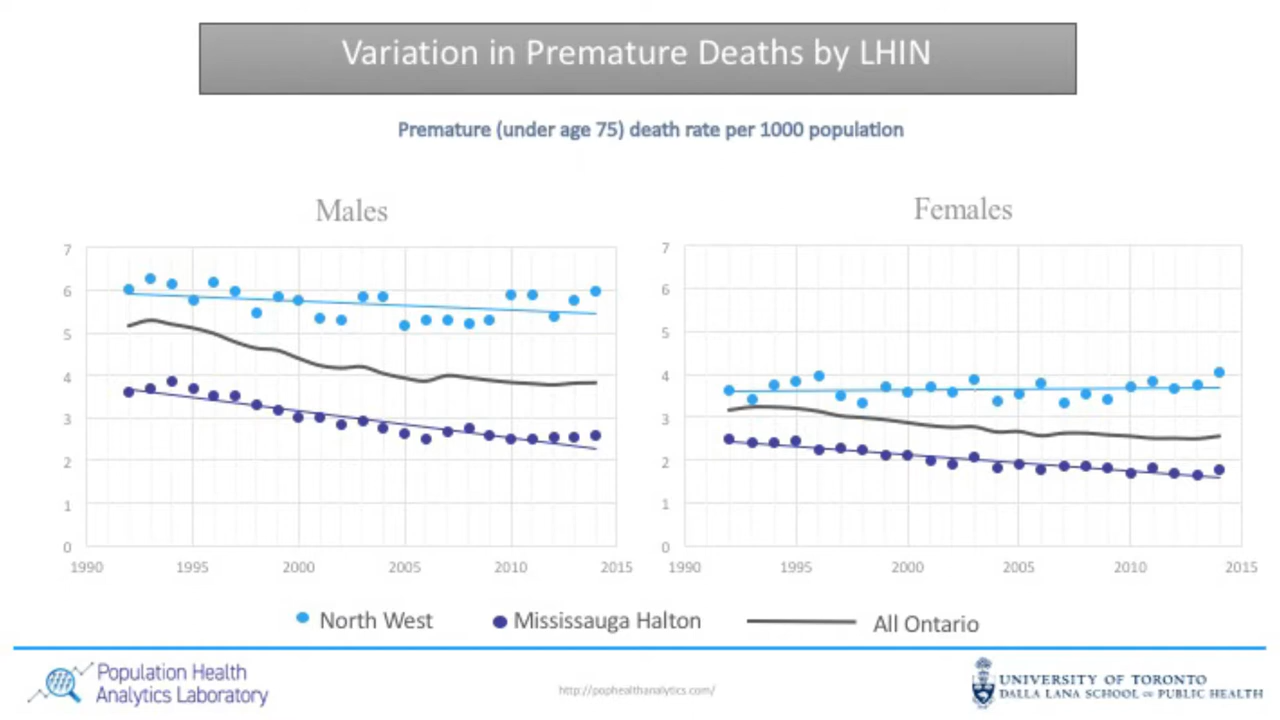 Variation in Premature Deaths by LHIN
Premature (under age 75) death rate per 1000 population
Males
7
6
5
4
3
2
1
0
1990
1995
2000
2005
2010
2015
Females
7
6
5
4
3
2
1
0
1990
1995
2000
2005
2010
2015
North West
Mississauga Halton
All Ontario
Population Health
Analytics Laboratory
http://pophealthanalytics.com/
UNIVERSITY OF TORONTO
DALLA LANA SCHOOL OF PUBLIC HEALTH